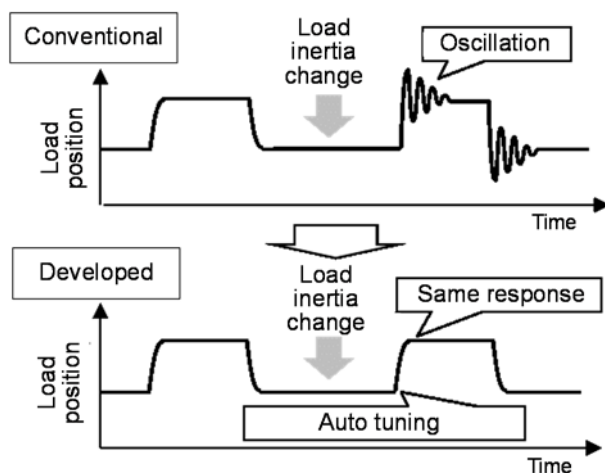 Conventional
Load
inertia
change
Oscillation
Load
position
Time
Developed
Load
inertia
change
Same response
Load
position
Auto tuning
Time